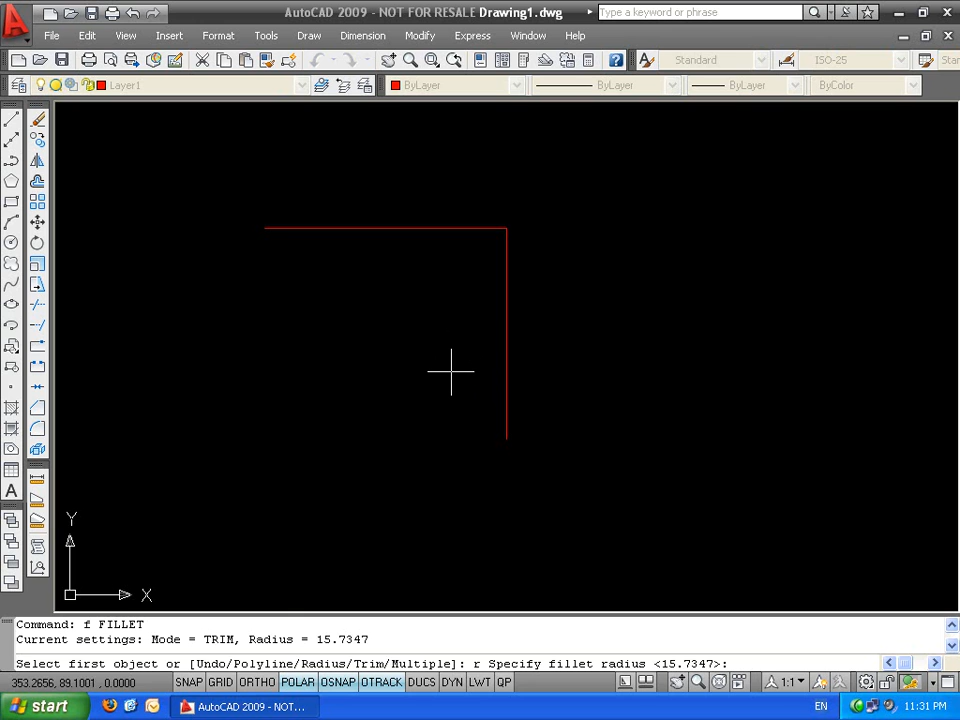 AutoCAD 2009 - NOT FOR RESALE Drawing1.dwg
Type a keyword or phrase
File Edit View Insert Format Tools Draw Dimension Modify Express Window Help
Standard ISO-25 Stan
Layer1 ByLayer ByLayer ByLayer ByColor
A
Y
X
Command: f FILLET
Current settings: Mode = TRIM, Radius = 15.7347
Select first object or [Undo/Polyline/Radius/Trim/Multiple]: r Specify fillet radius <15.7347>:
353.2656, 89.1001, 0.0000 SNAP GRID ORTHO POLAR OSNAP OTRACK DUCS DYN LWT QP 1:1
start AutoCAD 2009 - NOT... EN 11:31 PM